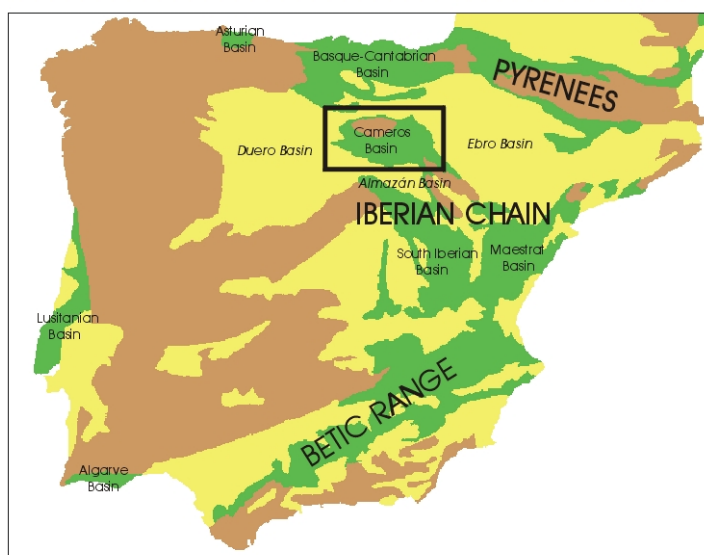 Asturian
Basin
Basque-Cantabrian
Basin
PYRENEES
Cameros
Basin
Duero Basin
Ebro Basin
Almazán Basin
IBERIAN CHAIN
South Iberian
Basin
Maestrat
Basin
Lusitanian
Basin
BETIC RANGE
Algarve
Basin